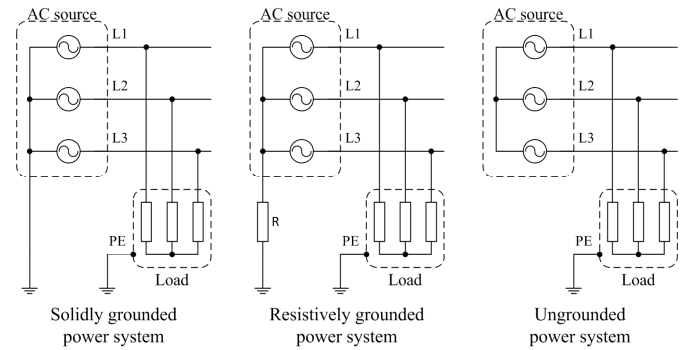 AC source
L1
L2
L3
PE
Load
Solidly grounded
power system
AC source
L1
L2
L3
R
PE
Load
Resistively grounded
power system
AC source
L1
L2
L3
PE
Load
Ungrounded
power system